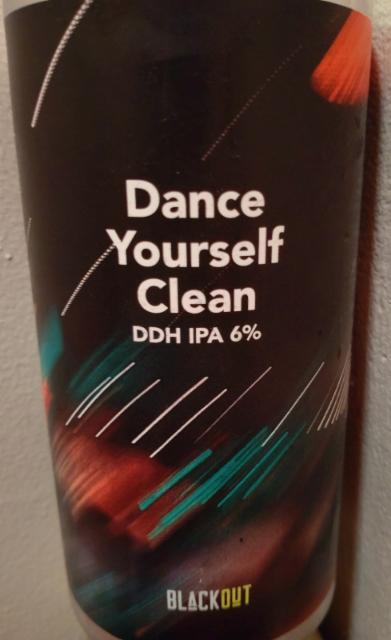 Dance
Yourself
Clean
DDH IPA 6%
BLACKOUT